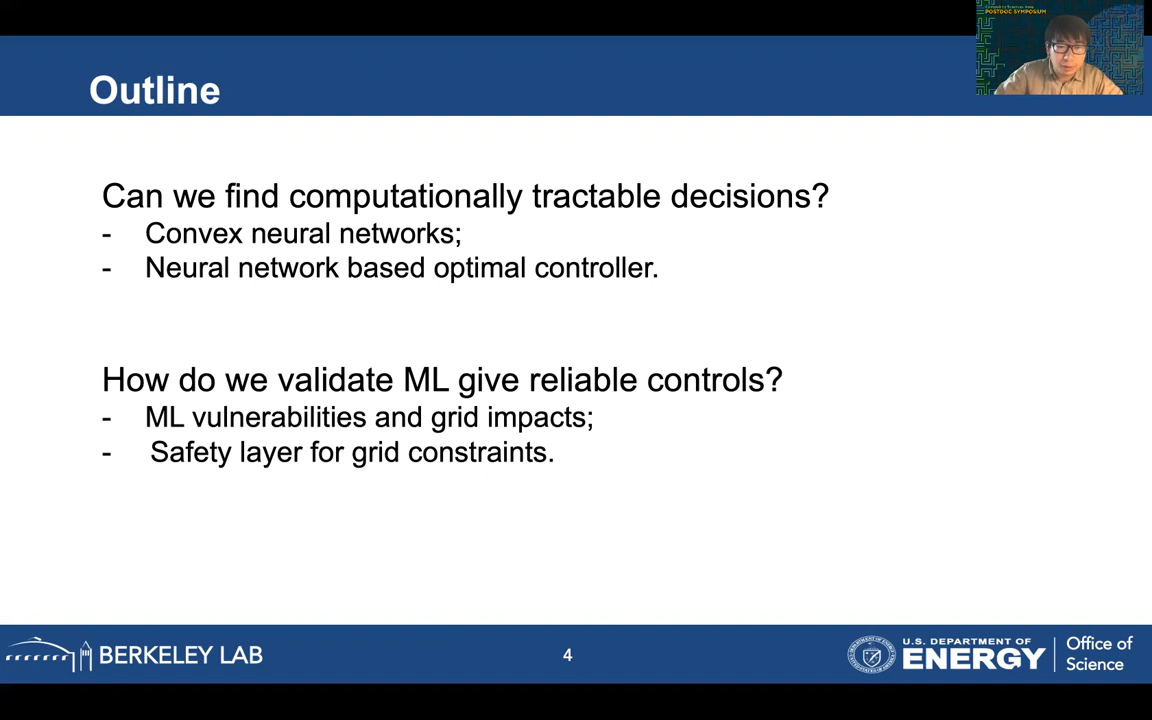 POSTDOC SYMPOSIUM
Outline
Can we find computationally tractable decisions?
- Convex neural networks;
- Neural network based optimal controller.
How do we validate ML give reliable controls?
- ML vulnerabilities and grid impacts;
- Safety layer for grid constraints.
BERKELEY LAB
4
U.S. DEPARTMENT OF
ENERGY
Office of
Science